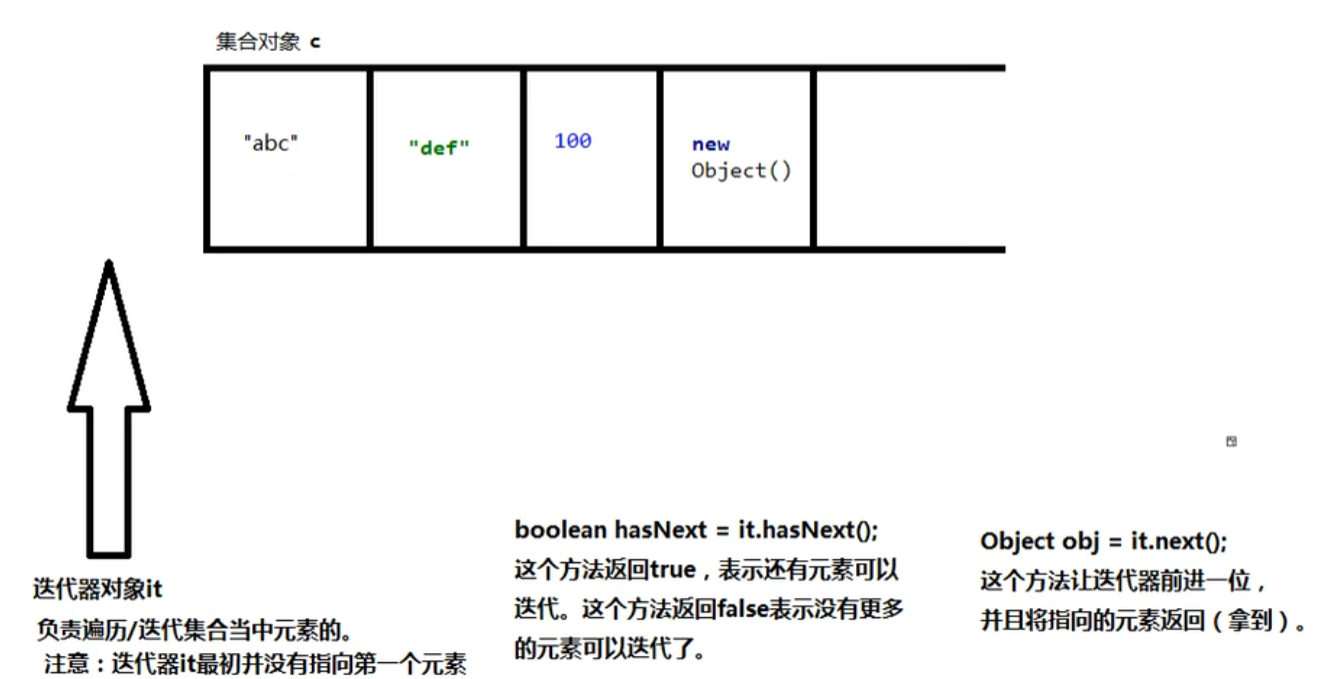 集合对象 c
"abc"
"def"
100
new
Object()
迭代器对象it
负责遍历/迭代集合当中元素的。
注意：迭代器it最初并没有指向第一个元素
boolean hasNext = it.hasNext();
这个方法返回true，表示还有元素可以
迭代。这个方法返回false表示没有更多
的元素可以迭代了。
Object obj = it.next();
这个方法让迭代器前进一位，
并且将指向的元素返回（拿到）。